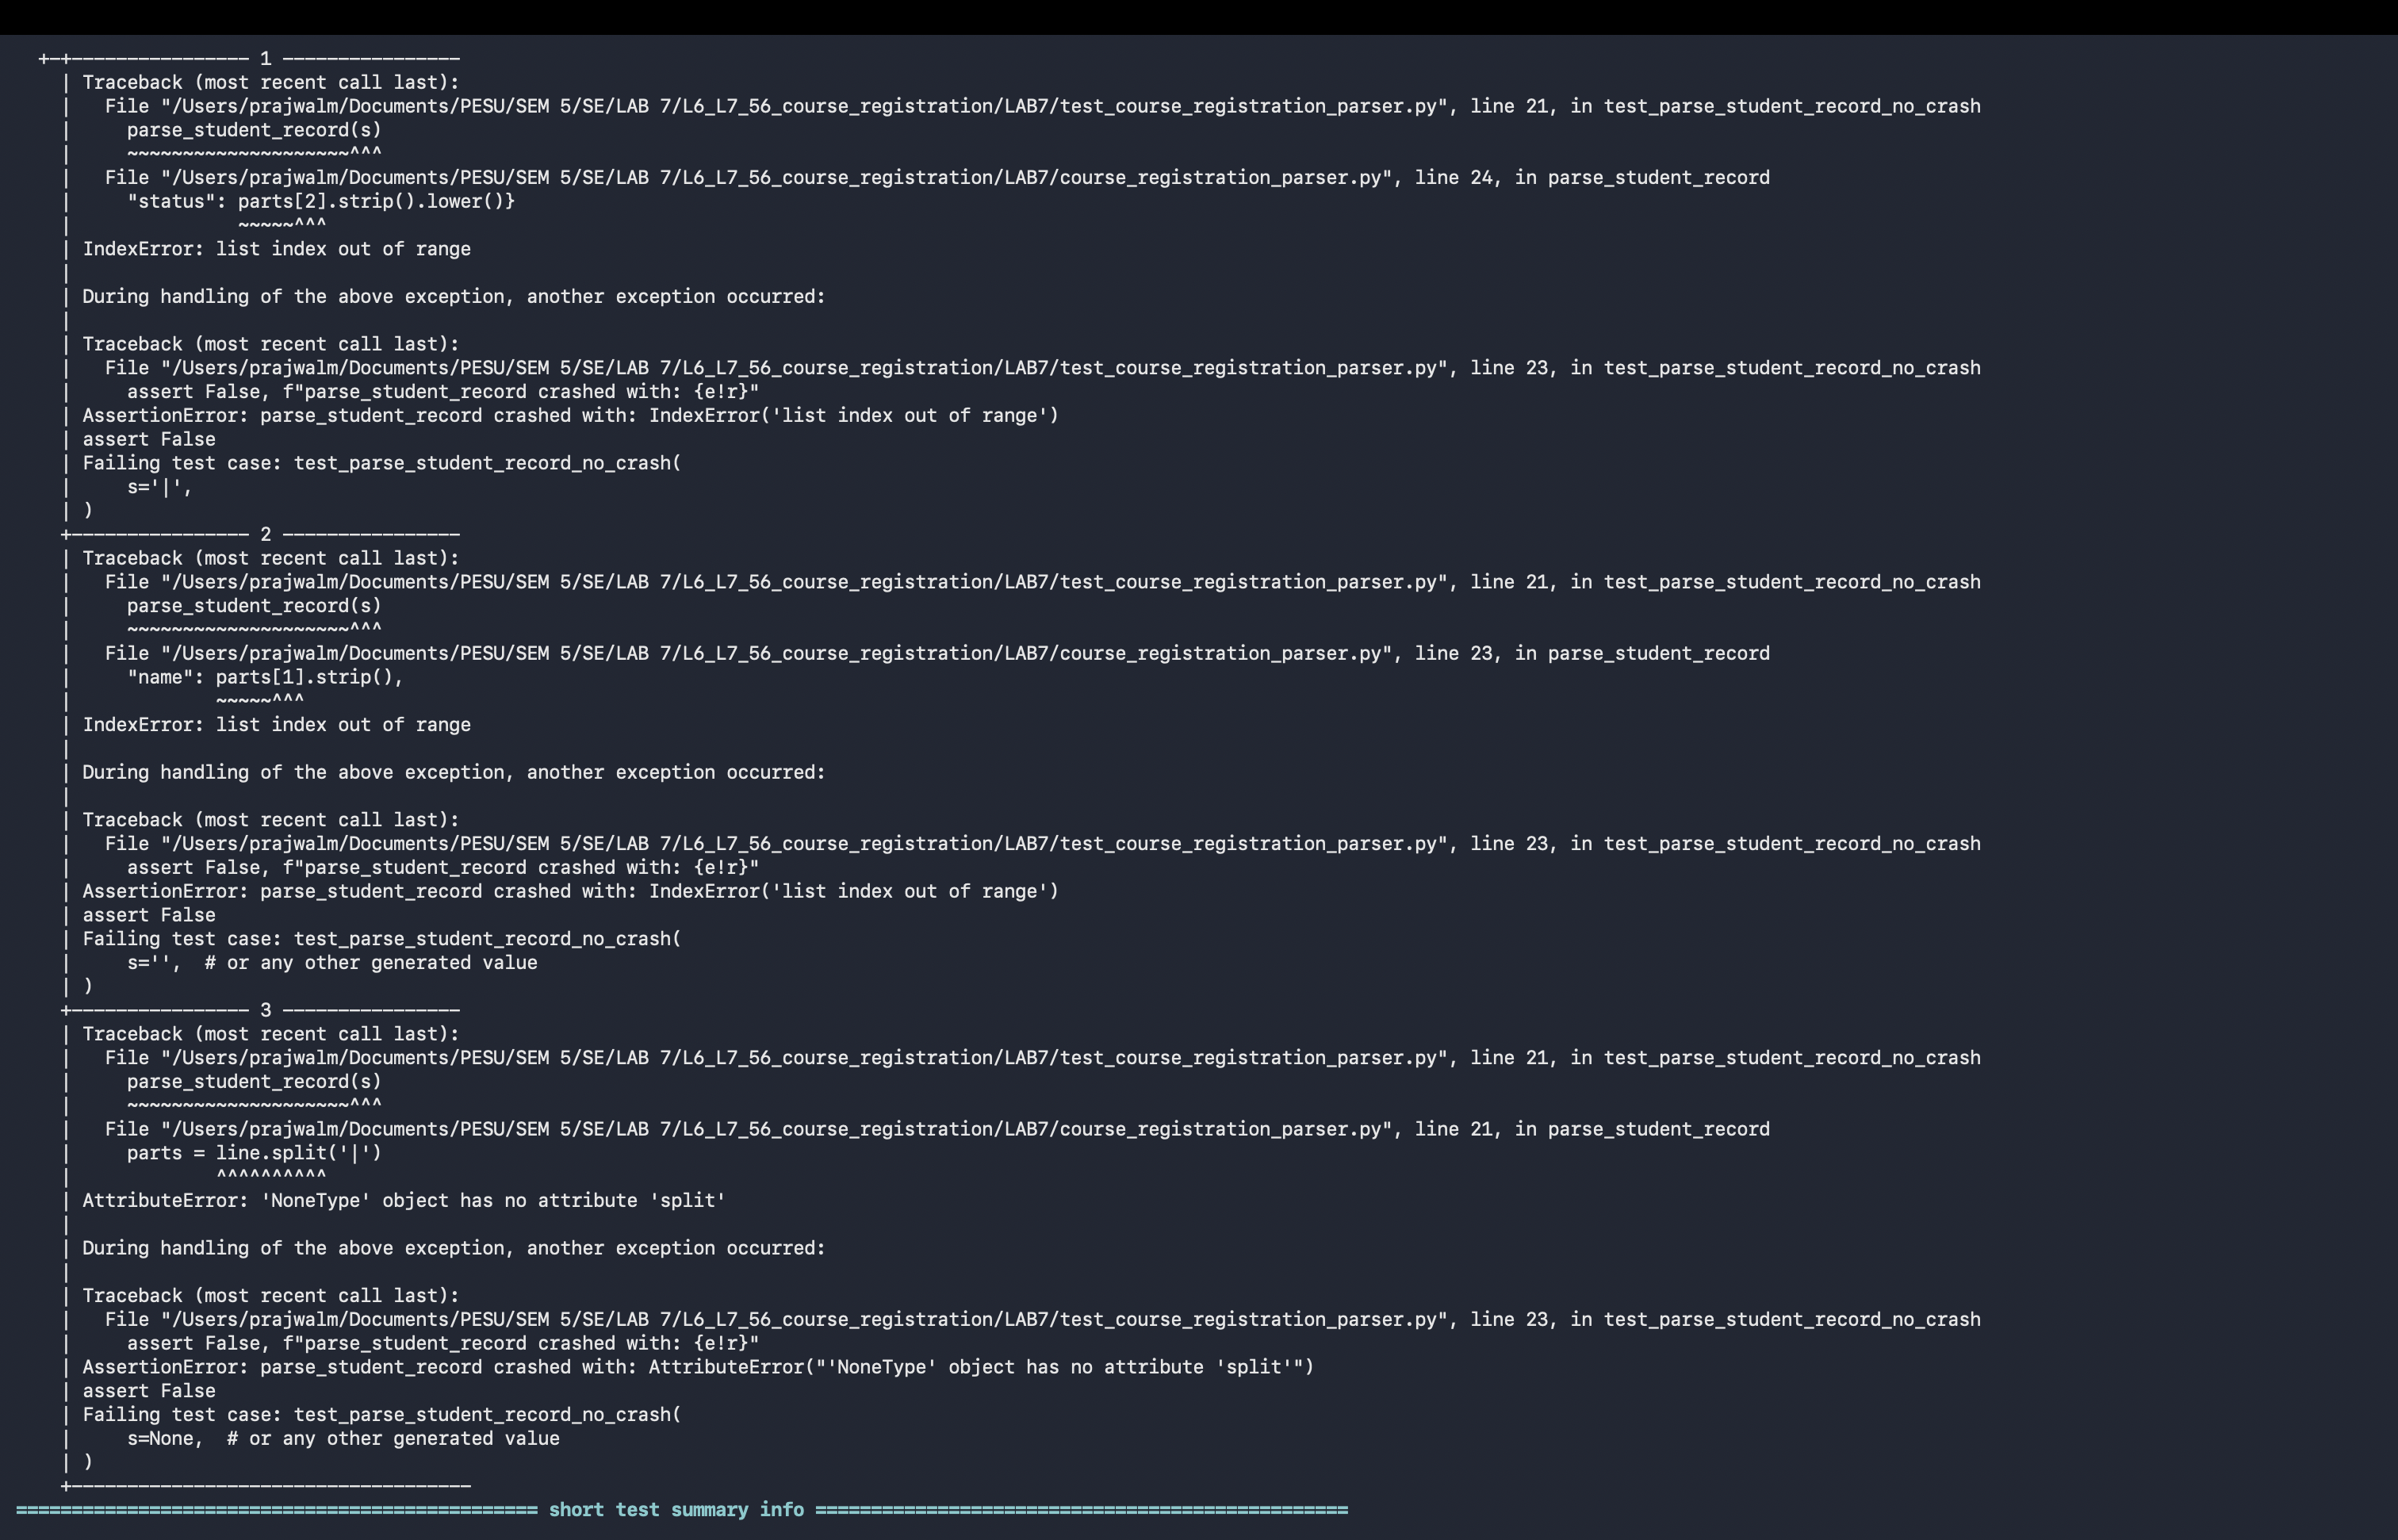 +-+---------------- 1 ----------------
| Traceback (most recent call last):
|   File "/Users/prajwalm/Documents/PESU/SEM 5/SE/LAB 7/L6_L7_56_course_registration/LAB7/test_course_registration_parser.py", line 21, in test_parse_student_record_no_crash
|     parse_student_record(s)
|     ~~~~~~~~~~~~~~~~~~~~^^^
|   File "/Users/prajwalm/Documents/PESU/SEM 5/SE/LAB 7/L6_L7_56_course_registration/LAB7/course_registration_parser.py", line 24, in parse_student_record
|     "status": parts[2].strip().lower()}
|               ~~~~~^^^
| IndexError: list index out of range
|
| During handling of the above exception, another exception occurred:
|
| Traceback (most recent call last):
|   File "/Users/prajwalm/Documents/PESU/SEM 5/SE/LAB 7/L6_L7_56_course_registration/LAB7/test_course_registration_parser.py", line 23, in test_parse_student_record_no_crash
|     assert False, f"parse_student_record crashed with: {e!r}"
| AssertionError: parse_student_record crashed with: IndexError('list index out of range')
| assert False
| Failing test case: test_parse_student_record_no_crash(
|     s='|',
| )
+---------------- 2 ----------------
| Traceback (most recent call last):
|   File "/Users/prajwalm/Documents/PESU/SEM 5/SE/LAB 7/L6_L7_56_course_registration/LAB7/test_course_registration_parser.py", line 21, in test_parse_student_record_no_crash
|     parse_student_record(s)
|     ~~~~~~~~~~~~~~~~~~~~^^^
|   File "/Users/prajwalm/Documents/PESU/SEM 5/SE/LAB 7/L6_L7_56_course_registration/LAB7/course_registration_parser.py", line 23, in parse_student_record
|     "name": parts[1].strip(),
|             ~~~~~^^^
| IndexError: list index out of range
|
| During handling of the above exception, another exception occurred:
|
| Traceback (most recent call last):
|   File "/Users/prajwalm/Documents/PESU/SEM 5/SE/LAB 7/L6_L7_56_course_registration/LAB7/test_course_registration_parser.py", line 23, in test_parse_student_record_no_crash
|     assert False, f"parse_student_record crashed with: {e!r}"
| AssertionError: parse_student_record crashed with: IndexError('list index out of range')
| assert False
| Failing test case: test_parse_student_record_no_crash(
|     s='',  # or any other generated value
| )
+---------------- 3 ----------------
| Traceback (most recent call last):
|   File "/Users/prajwalm/Documents/PESU/SEM 5/SE/LAB 7/L6_L7_56_course_registration/LAB7/test_course_registration_parser.py", line 21, in test_parse_student_record_no_crash
|     parse_student_record(s)
|     ~~~~~~~~~~~~~~~~~~~~^^^
|   File "/Users/prajwalm/Documents/PESU/SEM 5/SE/LAB 7/L6_L7_56_course_registration/LAB7/course_registration_parser.py", line 21, in parse_student_record
|     parts = line.split('|')
|             ^^^^^^^^^^
| AttributeError: 'NoneType' object has no attribute 'split'
|
| During handling of the above exception, another exception occurred:
|
| Traceback (most recent call last):
|   File "/Users/prajwalm/Documents/PESU/SEM 5/SE/LAB 7/L6_L7_56_course_registration/LAB7/test_course_registration_parser.py", line 23, in test_parse_student_record_no_crash
|     assert False, f"parse_student_record crashed with: {e!r}"
| AssertionError: parse_student_record crashed with: AttributeError("'NoneType' object has no attribute 'split'")
| assert False
| Failing test case: test_parse_student_record_no_crash(
|     s=None,  # or any other generated value
| )
+------------------------------------
=============================================== short test summary info ================================================